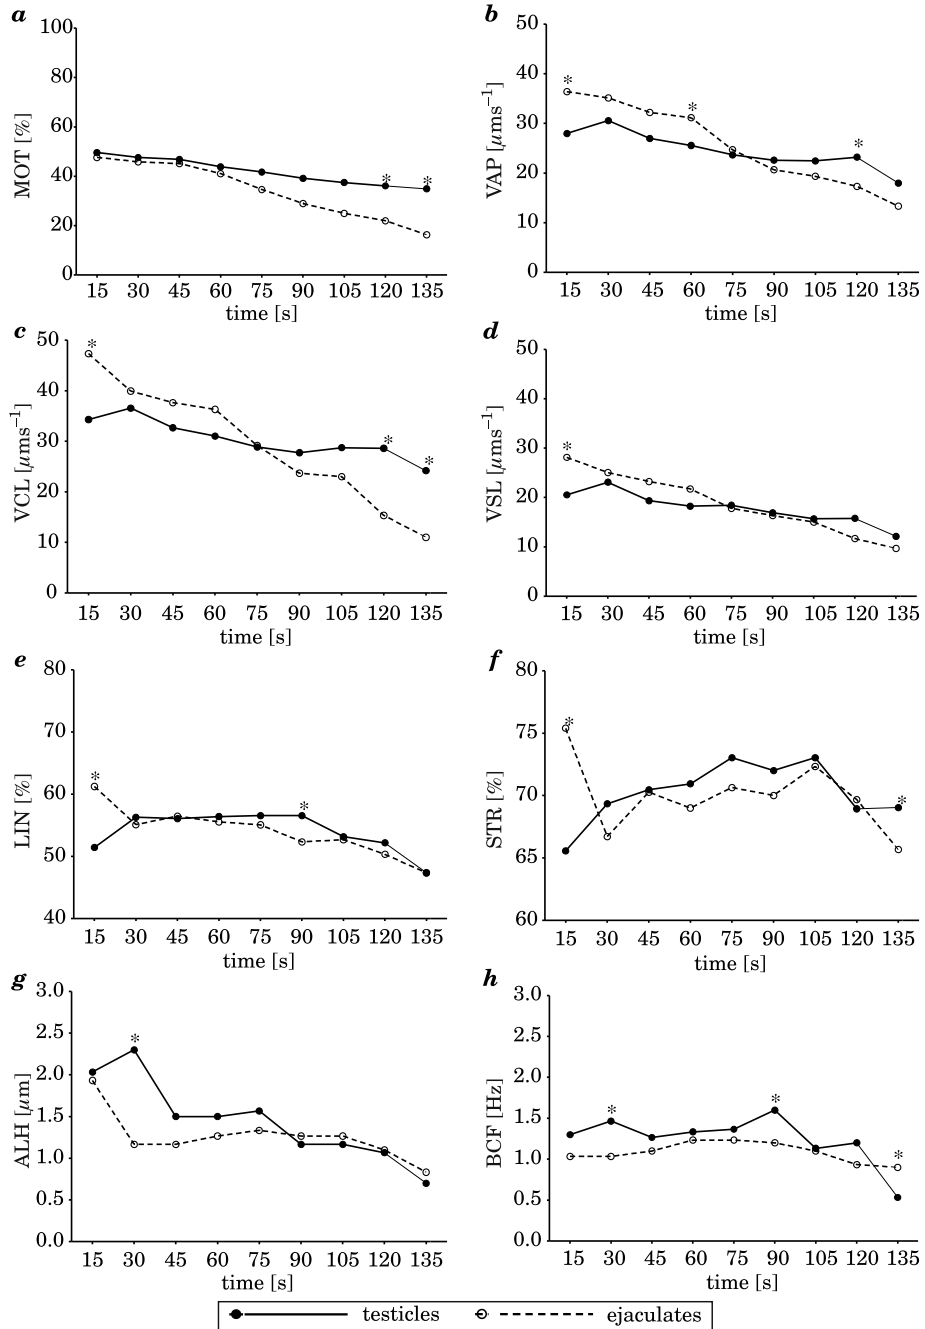 a
100
80
60
40
20
0
MOT [%]
* *
15 30 45 60 75 90 105 120 135
time [s]
b
50
40
30
20
10
0
VAP [μms⁻¹]
* * *
15 30 45 60 75 90 105 120 135
time [s]
c
50
40
30
20
10
0
VCL [μms⁻¹]
* * *
15 30 45 60 75 90 105 120 135
time [s]
d
50
40
30
20
10
0
VSL [μms⁻¹]
*
15 30 45 60 75 90 105 120 135
time [s]
e
80
70
60
50
40
LIN [%]
* *
15 30 45 60 75 90 105 120 135
time [s]
f
80
75
70
65
60
STR [%]
* *
15 30 45 60 75 90 105 120 135
time [s]
g
3.0
2.5
2.0
1.5
1.0
0.5
0.0
ALH [μm]
*
15 30 45 60 75 90 105 120 135
time [s]
h
3.0
2.5
2.0
1.5
1.0
0.5
0.0
BCF [Hz]
* * *
15 30 45 60 75 90 105 120 135
time [s]
testicles ejaculates